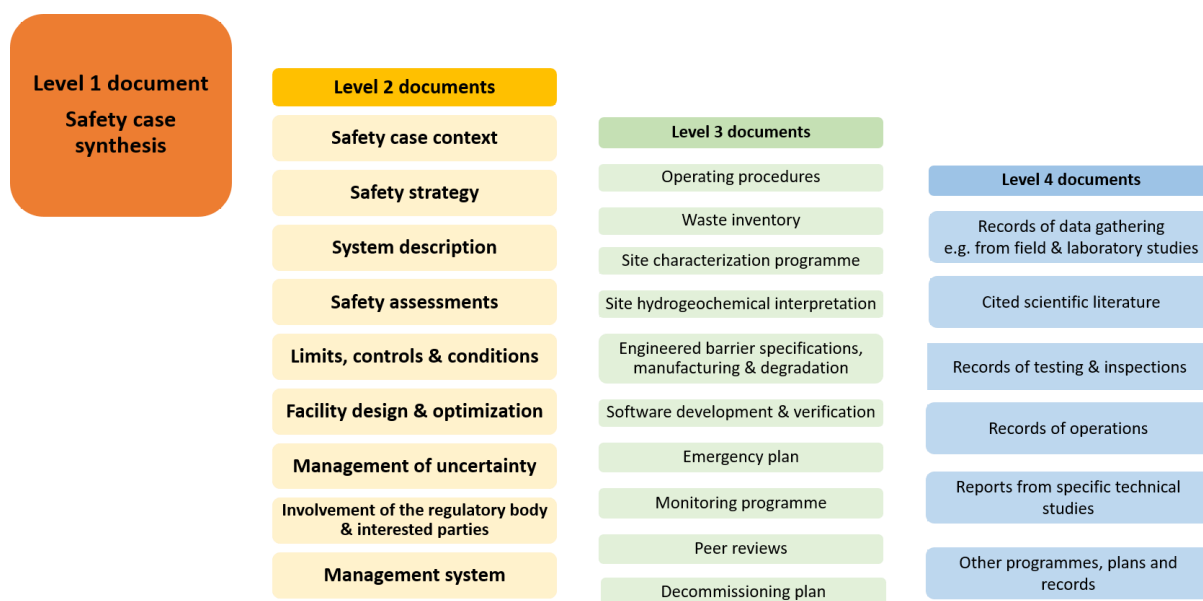 Level 1 document
Safety case
synthesis
Level 2 documents
Safety case context
Safety strategy
System description
Safety assessments
Limits, controls & conditions
Facility design & optimization
Management of uncertainty
Involvement of the regulatory body
& interested parties
Management system
Level 3 documents
Operating procedures
Waste inventory
Site characterization programme
Site hydrogeochemical interpretation
Engineered barrier specifications,
manufacturing & degradation
Software development & verification
Emergency plan
Monitoring programme
Peer reviews
Decommissioning plan
Level 4 documents
Records of data gathering
e.g. from field & laboratory studies
Cited scientific literature
Records of testing & inspections
Records of operations
Reports from specific technical
studies
Other programmes, plans and
records